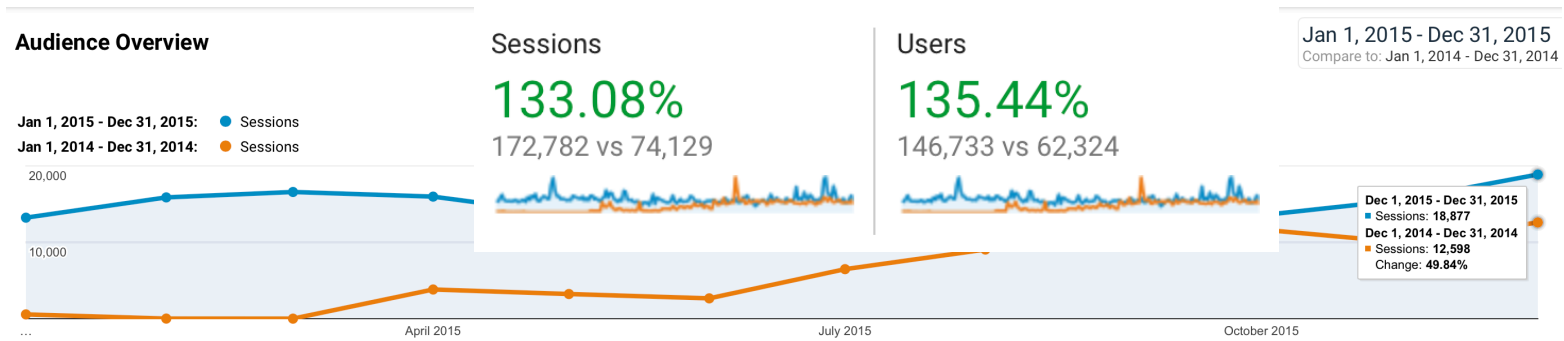 Audience Overview
Sessions
133.08%
172,782 vs 74,129
Users
135.44%
146,733 vs 62,324
Jan 1, 2015 - Dec 31, 2015
Compare to: Jan 1, 2014 - Dec 31, 2014
Jan 1, 2015 - Dec 31, 2015: Sessions
Jan 1, 2014 - Dec 31, 2014: Sessions
20,000
10,000
Dec 1, 2015 - Dec 31, 2015
Sessions: 18,877
Dec 1, 2014 - Dec 31, 2014
Sessions: 12,598
Change: 49.84%
... April 2015 July 2015 October 2015